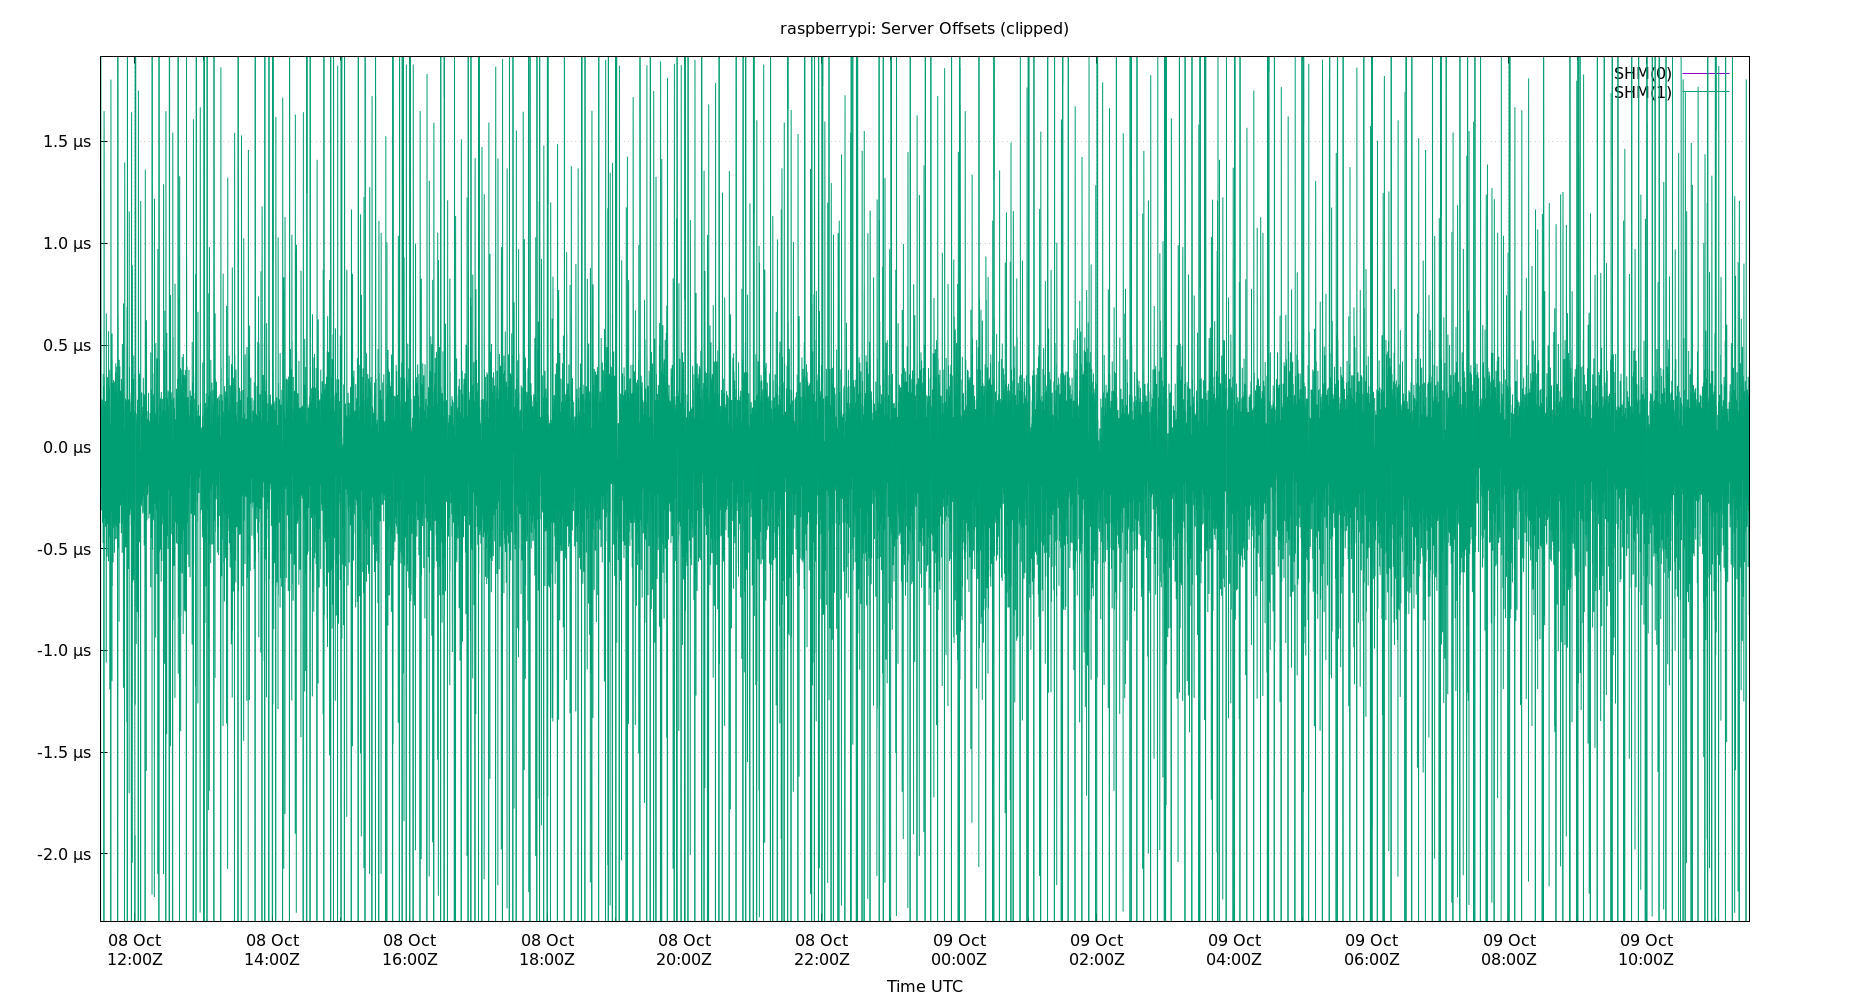 raspberrypi: Server Offsets (clipped)
SHM(0)
SHM(1)
1.5 µs
1.0 µs
0.5 µs
0.0 µs
-0.5 µs
-1.0 µs
-1.5 µs
-2.0 µs
08 Oct 08 Oct 08 Oct 08 Oct 08 Oct 08 Oct 09 Oct 09 Oct 09 Oct 09 Oct 09 Oct 09 Oct
12:00Z 14:00Z 16:00Z 18:00Z 20:00Z 22:00Z 00:00Z 02:00Z 04:00Z 06:00Z 08:00Z 10:00Z
Time UTC